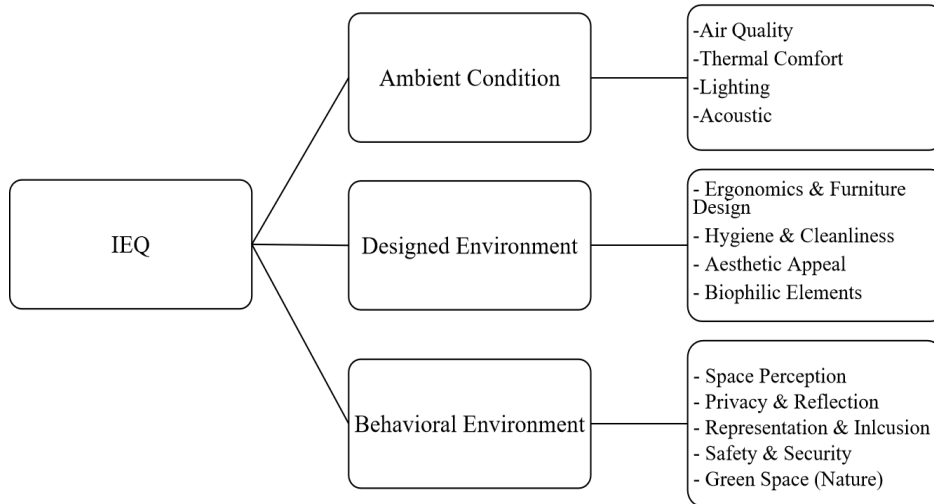 IEQ
Ambient Condition
-Air Quality
-Thermal Comfort
-Lighting
-Acoustic
Designed Environment
- Ergonomics & Furniture
Design
- Hygiene & Cleanliness
- Aesthetic Appeal
- Biophilic Elements
Behavioral Environment
- Space Perception
- Privacy & Reflection
- Representation & Inlcusion
- Safety & Security
- Green Space (Nature)